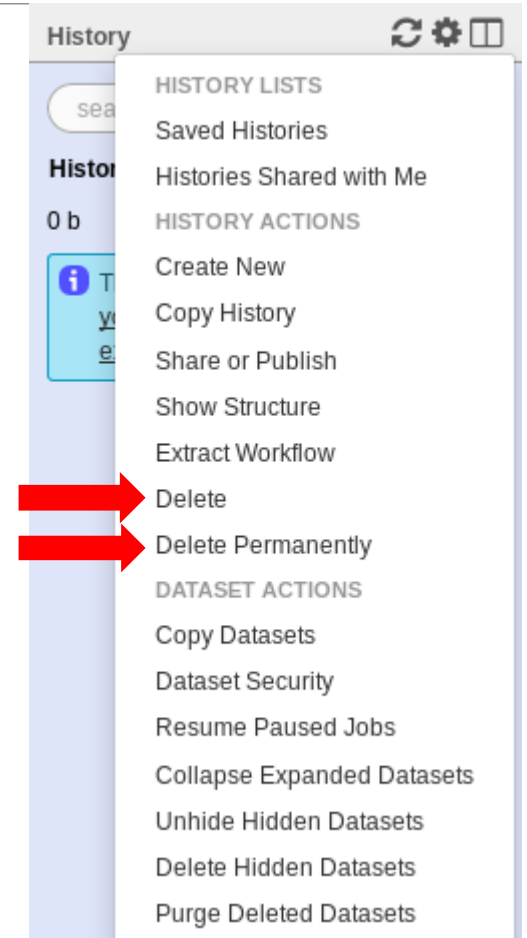 History
sea
HISTORY LISTS
Saved Histories
Histor
Histories Shared with Me
0 b
HISTORY ACTIONS
Create New
T
Copy History
y
e
Share or Publish
Show Structure
Extract Workflow
Delete
Delete Permanently
DATASET ACTIONS
Copy Datasets
Dataset Security
Resume Paused Jobs
Collapse Expanded Datasets
Unhide Hidden Datasets
Delete Hidden Datasets
Purge Deleted Datasets